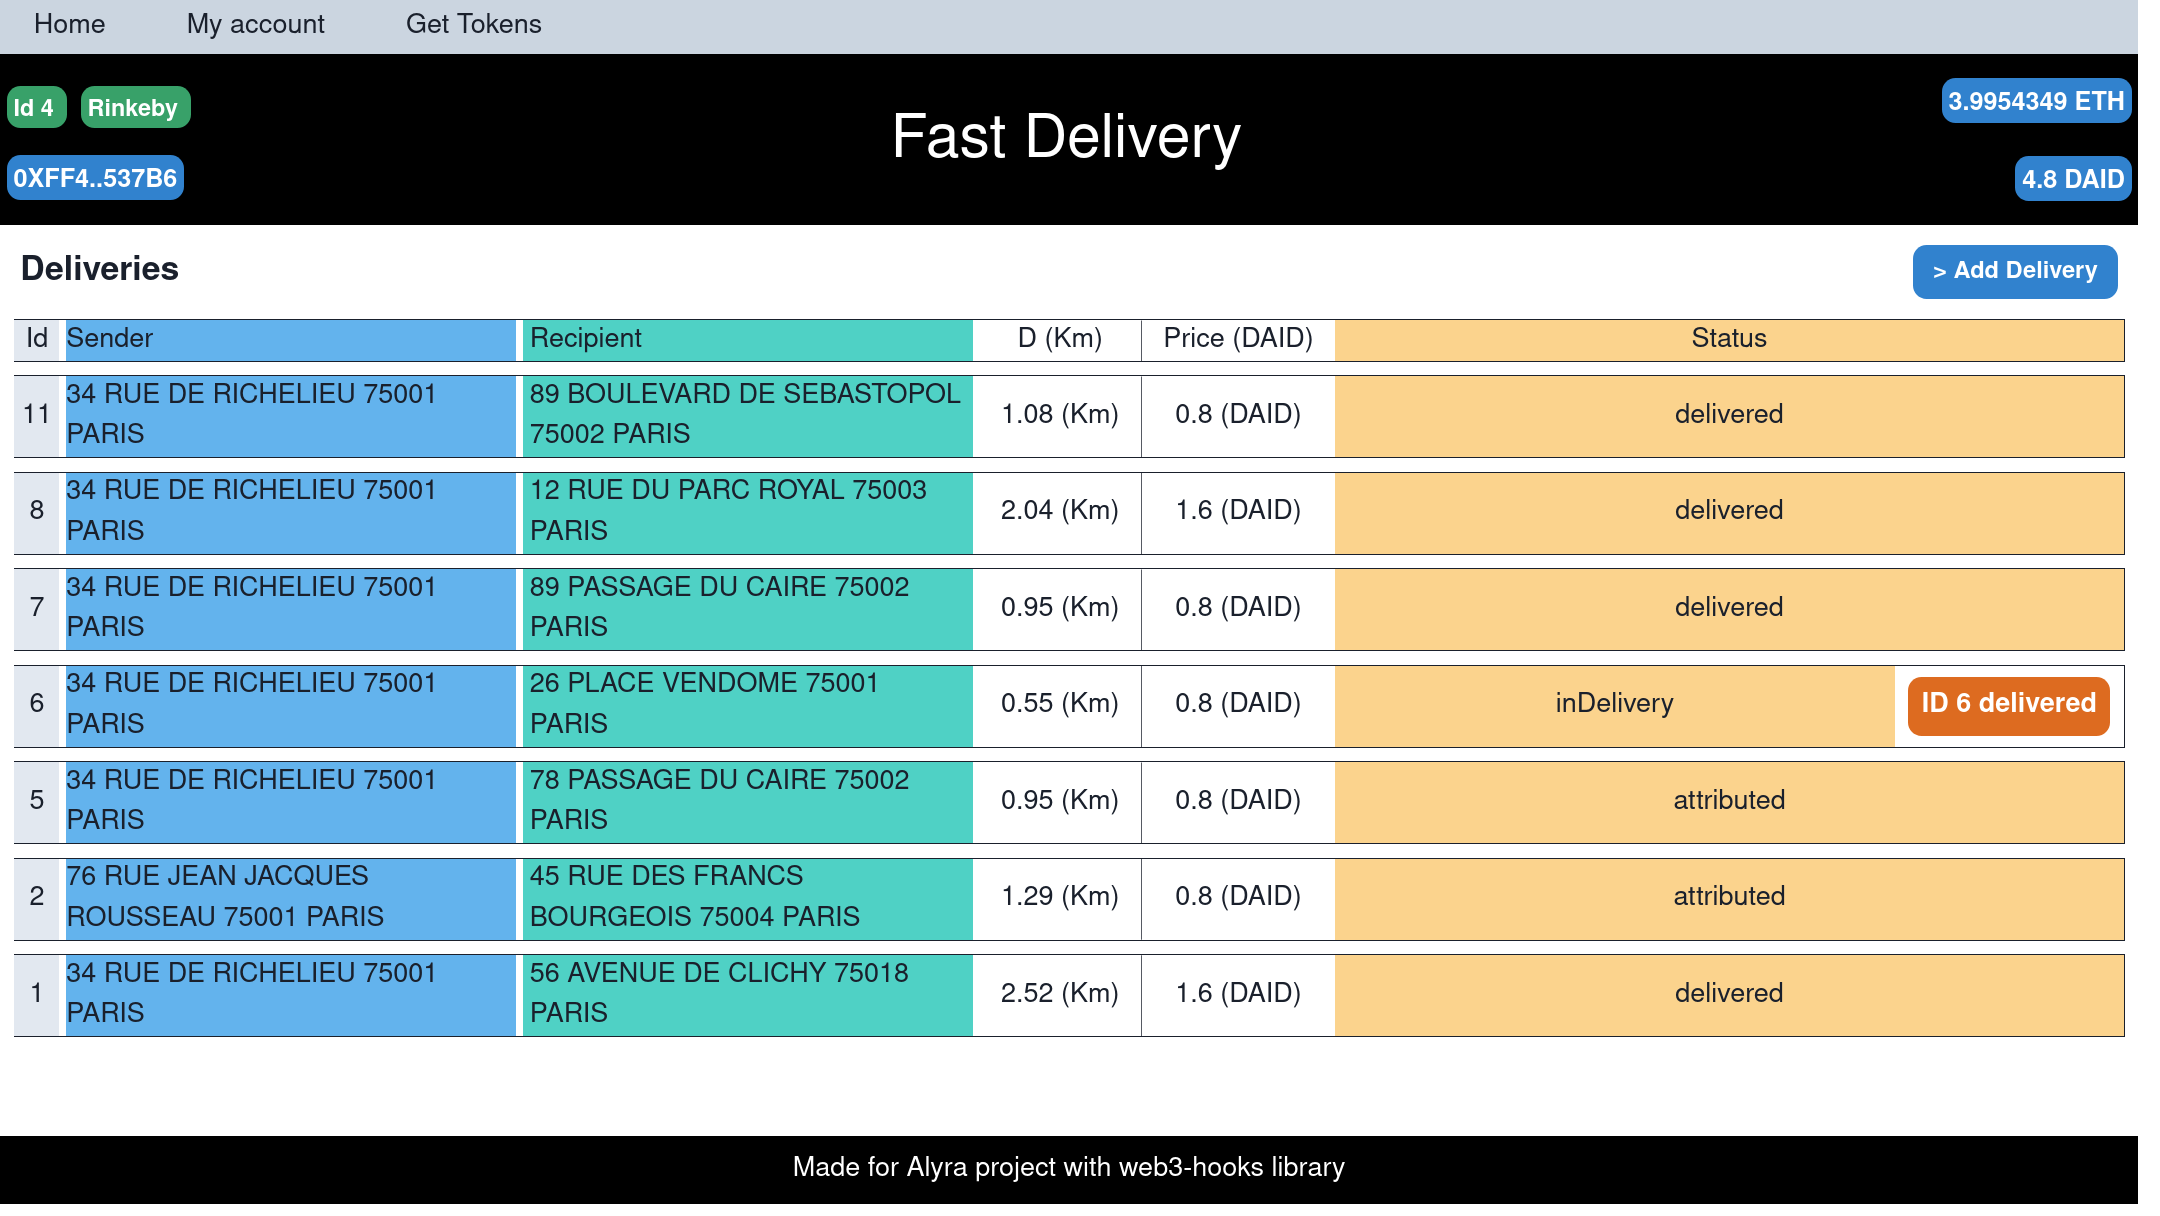 Home My account Get Tokens
Id 4 Rinkeby
0XFF4..537B6
Fast Delivery
3.9954349 ETH
4.8 DAID
Deliveries
> Add Delivery
Id Sender Recipient D (Km) Price (DAID) Status
11 34 RUE DE RICHELIEU 75001 89 BOULEVARD DE SEBASTOPOL 1.08 (Km) 0.8 (DAID) delivered
PARIS 75002 PARIS
8 34 RUE DE RICHELIEU 75001 12 RUE DU PARC ROYAL 75003 2.04 (Km) 1.6 (DAID) delivered
PARIS PARIS
7 34 RUE DE RICHELIEU 75001 89 PASSAGE DU CAIRE 75002 0.95 (Km) 0.8 (DAID) delivered
PARIS PARIS
6 34 RUE DE RICHELIEU 75001 26 PLACE VENDOME 75001 0.55 (Km) 0.8 (DAID) inDelivery ID 6 delivered
PARIS PARIS
5 34 RUE DE RICHELIEU 75001 78 PASSAGE DU CAIRE 75002 0.95 (Km) 0.8 (DAID) attributed
PARIS PARIS
2 76 RUE JEAN JACQUES 45 RUE DES FRANCS 1.29 (Km) 0.8 (DAID) attributed
ROUSSEAU 75001 PARIS BOURGEOIS 75004 PARIS
1 34 RUE DE RICHELIEU 75001 56 AVENUE DE CLICHY 75018 2.52 (Km) 1.6 (DAID) delivered
PARIS PARIS
Made for Alyra project with web3-hooks library